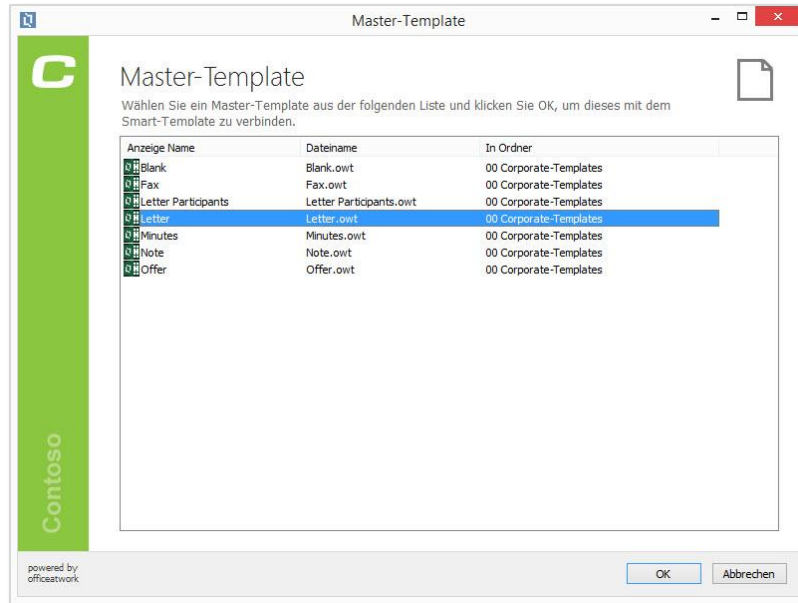 Master-Template
C
Master-Template
Wählen Sie ein Master-Template aus der folgenden Liste und klicken Sie OK, um dieses mit dem
Smart-Template zu verbinden.
Anzeige Name Dateiname In Ordner
Blank Blank.owt 00 Corporate-Templates
Fax Fax.owt 00 Corporate-Templates
Letter Participants Letter Participants.owt 00 Corporate-Templates
Letter Letter.owt 00 Corporate-Templates
Minutes Minutes.owt 00 Corporate-Templates
Note Note.owt 00 Corporate-Templates
Offer Offer.owt 00 Corporate-Templates
Contoso
powered by
officeatwork
OK Abbrechen